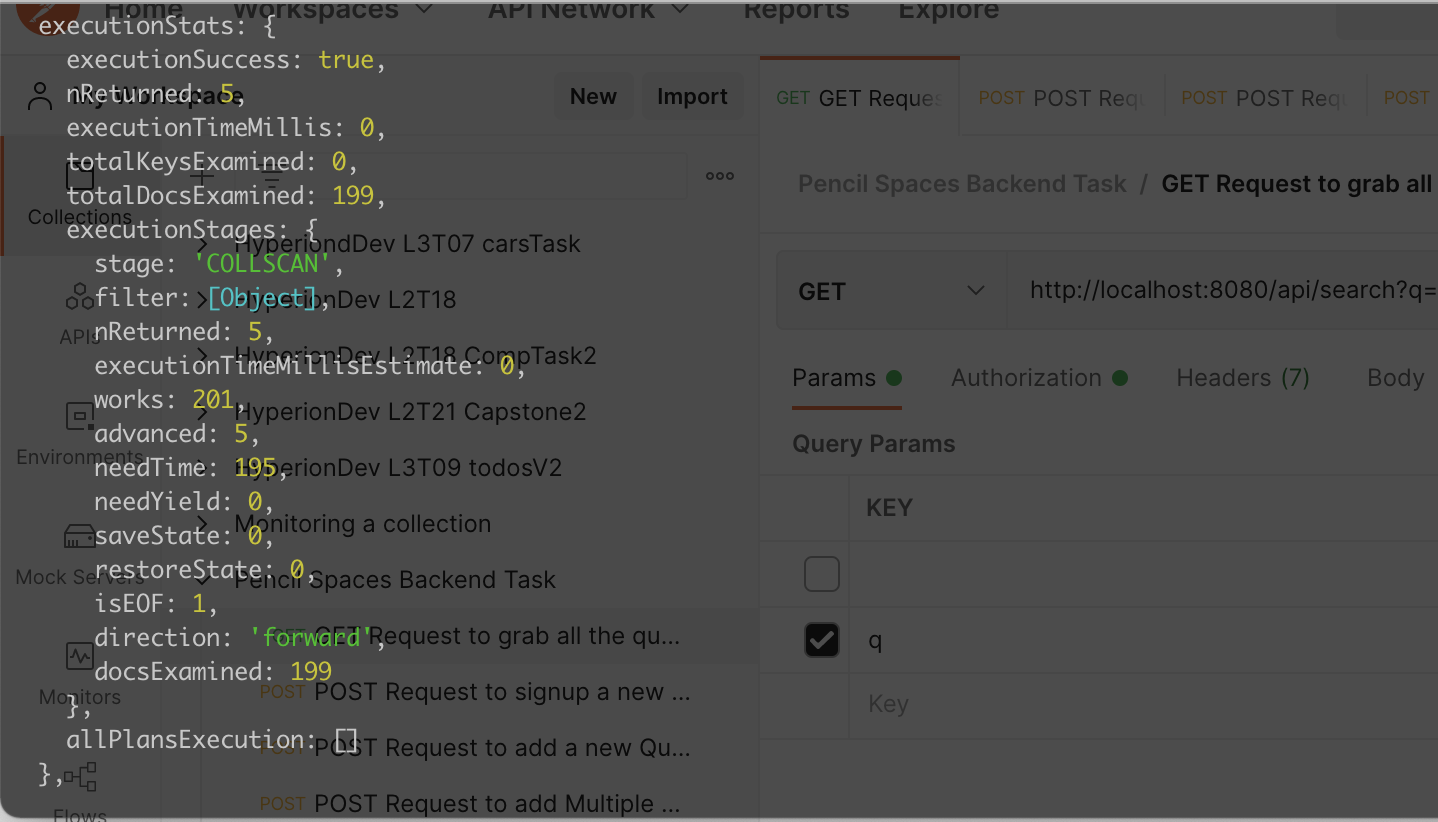 Home Workspaces API Network Reports Explore
executionStats: {
executionSuccess: true,
nReturned: 5,
executionTimeMillis: 0,
totalKeysExamined: 0,
totalDocsExamined: 199,
executionStages: {
stage: 'COLLSCAN',
filter: [Object],
nReturned: 5,
executionTimeMillisEstimate: 0,
works: 201,
advanced: 5,
needTime: 195,
needYield: 0,
saveState: 0,
restoreState: 0,
isEOF: 1,
direction: 'forward',
docsExamined: 199
},
allPlansExecution: []
},
My Workspace
New Import
Collections
APIs
Environments
Mock Servers
Monitors
Flows
HyperiondDev L3T07 carsTask
HyperionDev L2T18
HyperionDev L2T18 CompTask2
HyperionDev L2T21 Capstone2
HyperionDev L3T09 todosV2
Monitoring a collection
Pencil Spaces Backend Task
GET GET Request to grab all the qu...
POST POST Request to signup a new ...
POST POST Request to add a new Qu...
POST POST Request to add Multiple ...
GET GET Reques POST POST Requ POST POST Requ POST
Pencil Spaces Backend Task / GET Request to grab all
GET http://localhost:8080/api/search?q=
Params Authorization Headers (7) Body
Query Params
KEY
q
Key